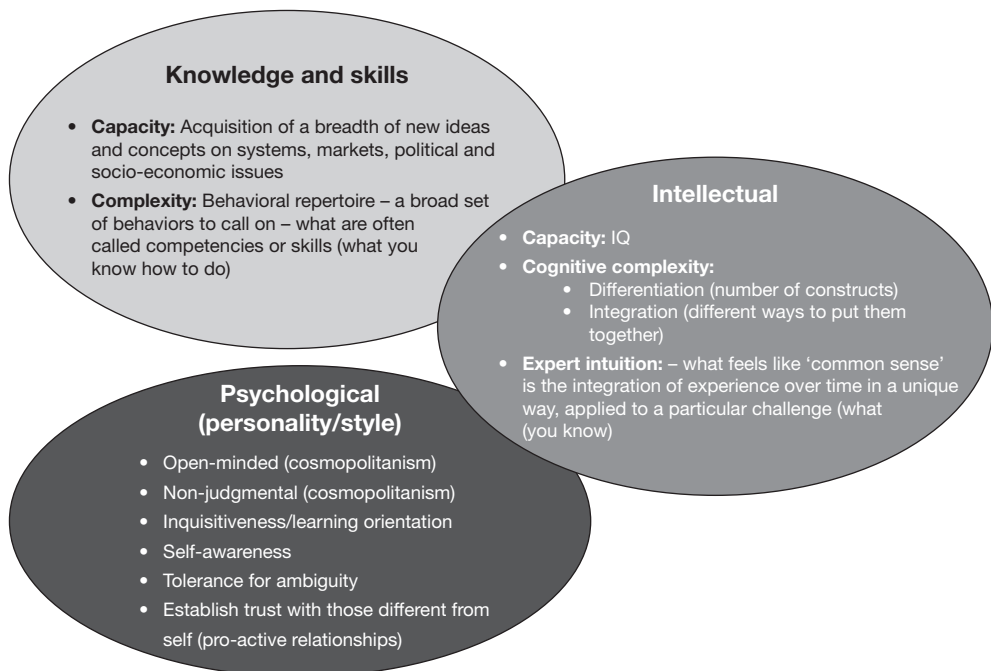 Knowledge and skills
• Capacity: Acquisition of a breadth of new ideas
and concepts on systems, markets, political and
socio-economic issues
• Complexity: Behavioral repertoire – a broad set
of behaviors to call on – what are often
called competencies or skills (what you
know how to do)
Intellectual
• Capacity: IQ
• Cognitive complexity:
• Differentiation (number of constructs)
• Integration (different ways to put them
together)
• Expert intuition: – what feels like ‘common sense’
is the integration of experience over time in a unique
way, applied to a particular challenge (what
(you know)
Psychological
(personality/style)
• Open-minded (cosmopolitanism)
• Non-judgmental (cosmopolitanism)
• Inquisitiveness/learning orientation
• Self-awareness
• Tolerance for ambiguity
• Establish trust with those different from
self (pro-active relationships)